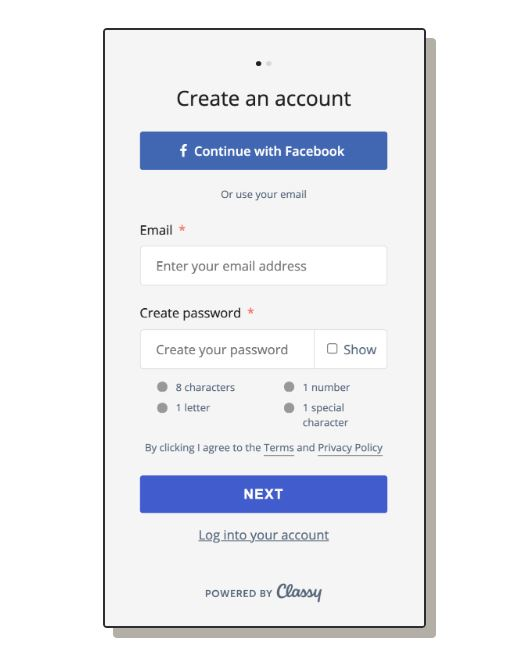 Create an account
f Continue with Facebook
Or use your email
Email *
Enter your email address
Create password *
Create your password
Show
8 characters
1 number
1 letter
1 special
character
By clicking I agree to the Terms and Privacy Policy
NEXT
Log into your account
POWERED BY Classy